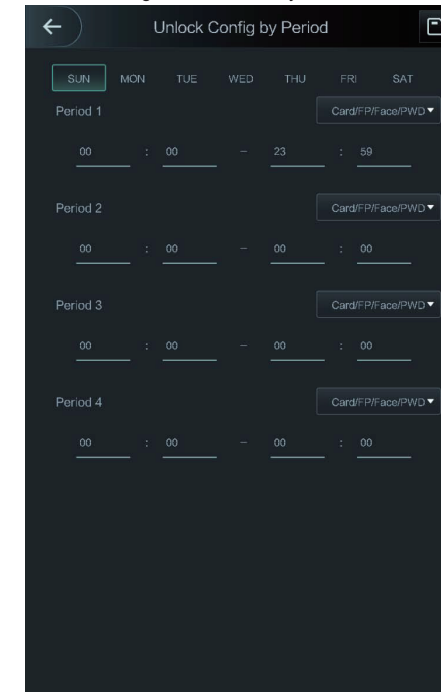 Unlock Config by Period
SUN MON TUE WED THU FRI SAT
Period 1 Card/FP/Face/PWD
00 : 00 – 23 : 59
Period 2 Card/FP/Face/PWD
00 : 00 – 00 : 00
Period 3 Card/FP/Face/PWD
00 : 00 – 00 : 00
Period 4 Card/FP/Face/PWD
00 : 00 – 00 : 00